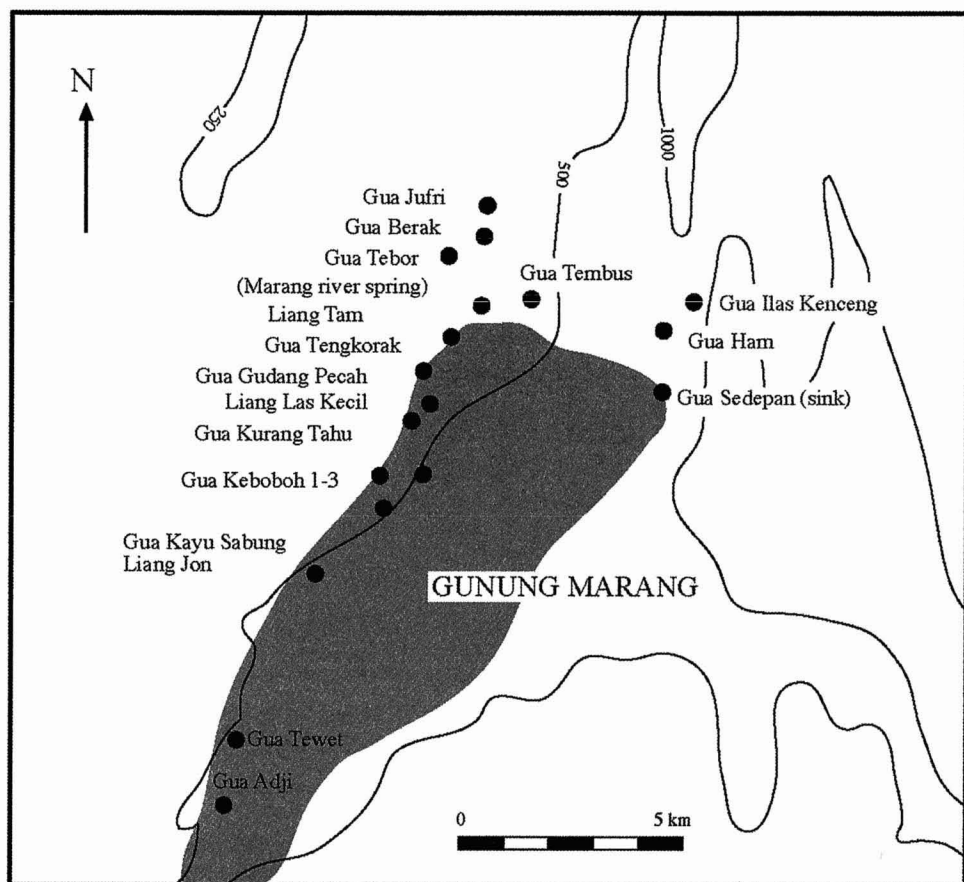 N
250
1000
500
Gua Jufri
Gua Berak
Gua Tebor
(Marang river spring)
Gua Tembus
Liang Tam
Gua Ilas Kenceng
Gua Tengkorak
Gua Ham
Gua Gudang Pecah
Liang Las Kecil
Gua Sedepan (sink)
Gua Kurang Tahu
Gua Keboboh 1-3
Gua Kayu Sabung
Liang Jon
GUNUNG MARANG
Gua Tewet
Gua Adji
0 5 km